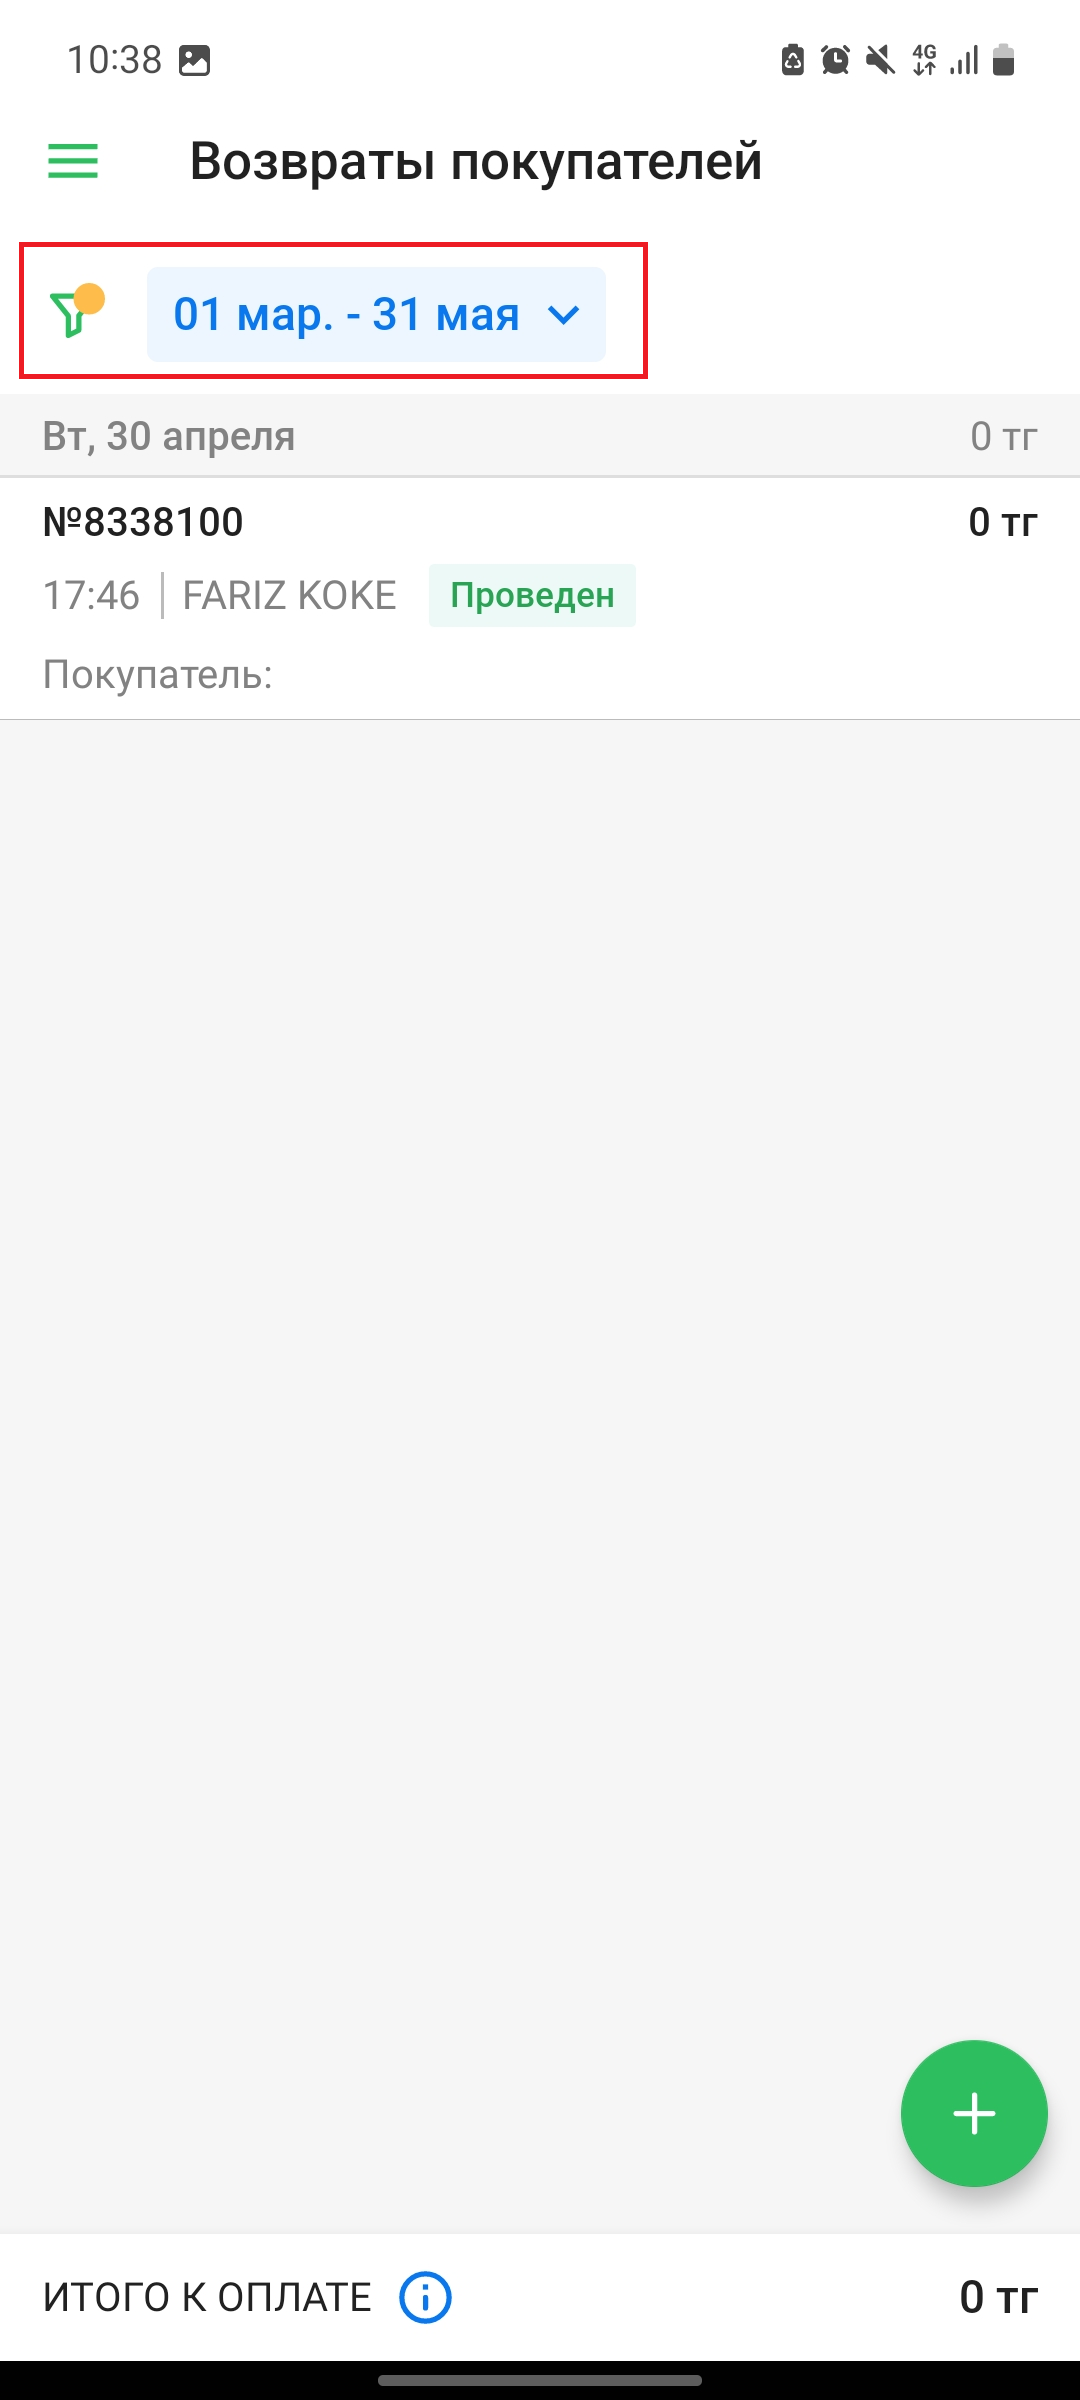 10:38 4G
Возвраты покупателей
01 мар. - 31 мая
Вт, 30 апреля 0 тг
№8338100 0 тг
17:46 FARIZ KOKE Проведен
Покупатель:
ИТОГО К ОПЛАТЕ 0 тг